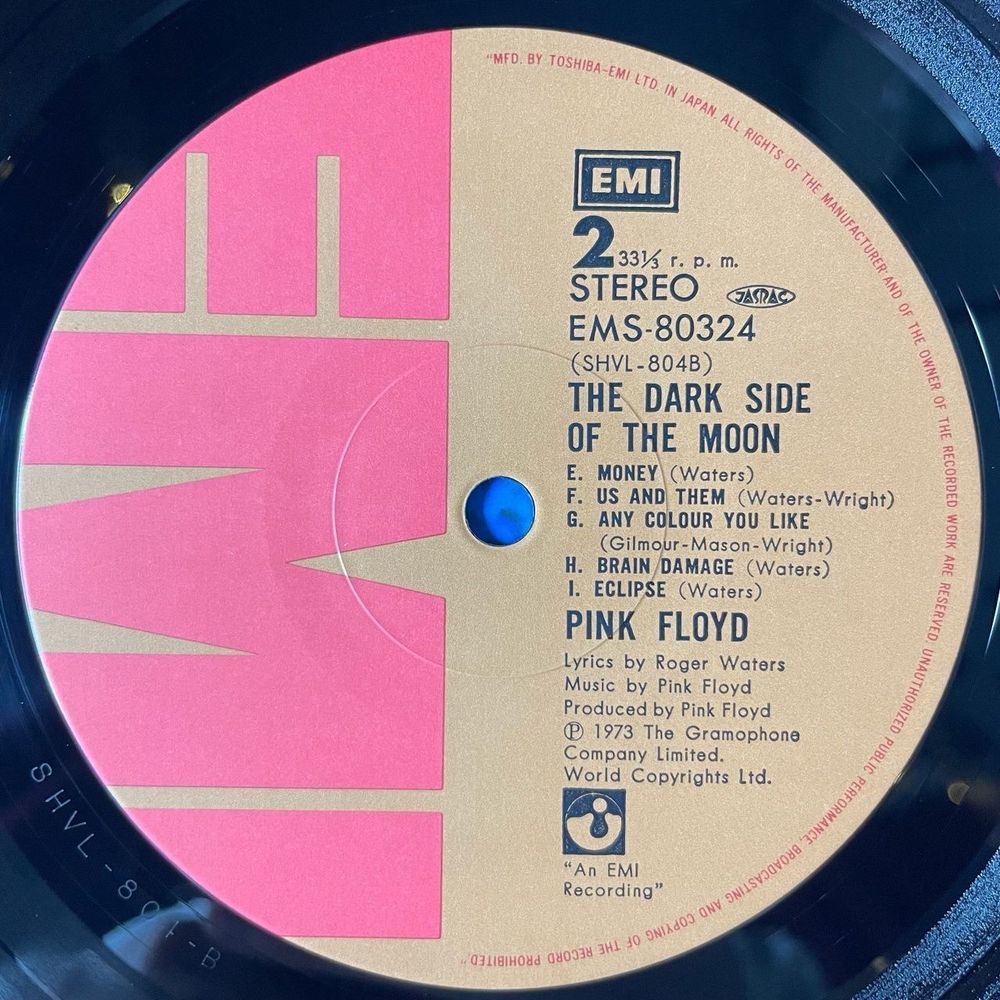 "MFD. BY TOSHIBA-EMI LTD. IN JAPAN. ALL RIGHTS OF THE MANUFACTURER AND OF THE OWNER OF THE RECORDED WORK ARE RESERVED. UNAUTHORIZED PUBLIC PERFORMANCE, BROADCASTING AND COPYING OF THE RECORD PROHIBITED"
EMI
EMI
2 33⅓ r. p. m.
STEREO JASRAC
EMS-80324
(SHVL-804B)
THE DARK SIDE
OF THE MOON
E. MONEY (Waters)
F. US AND THEM (Waters-Wright)
G. ANY COLOUR YOU LIKE
(Gilmour-Mason-Wright)
H. BRAIN DAMAGE (Waters)
I. ECLIPSE (Waters)
PINK FLOYD
Lyrics by Roger Waters
Music by Pink Floyd
Produced by Pink Floyd
℗ 1973 The Gramophone
Company Limited.
World Copyrights Ltd.
"An EMI
Recording"
SHVL-804-B